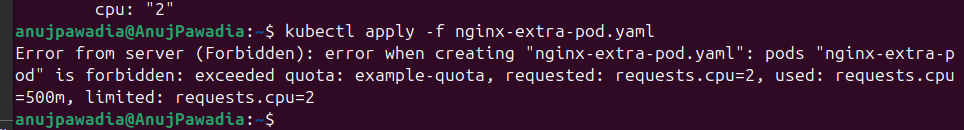 cpu: "2"
anujpawadia@AnujPawadia:~$ kubectl apply -f nginx-extra-pod.yaml
Error from server (Forbidden): error when creating "nginx-extra-pod.yaml": pods "nginx-extra-p
od" is forbidden: exceeded quota: example-quota, requested: requests.cpu=2, used: requests.cpu
=500m, limited: requests.cpu=2
anujpawadia@AnujPawadia:~$